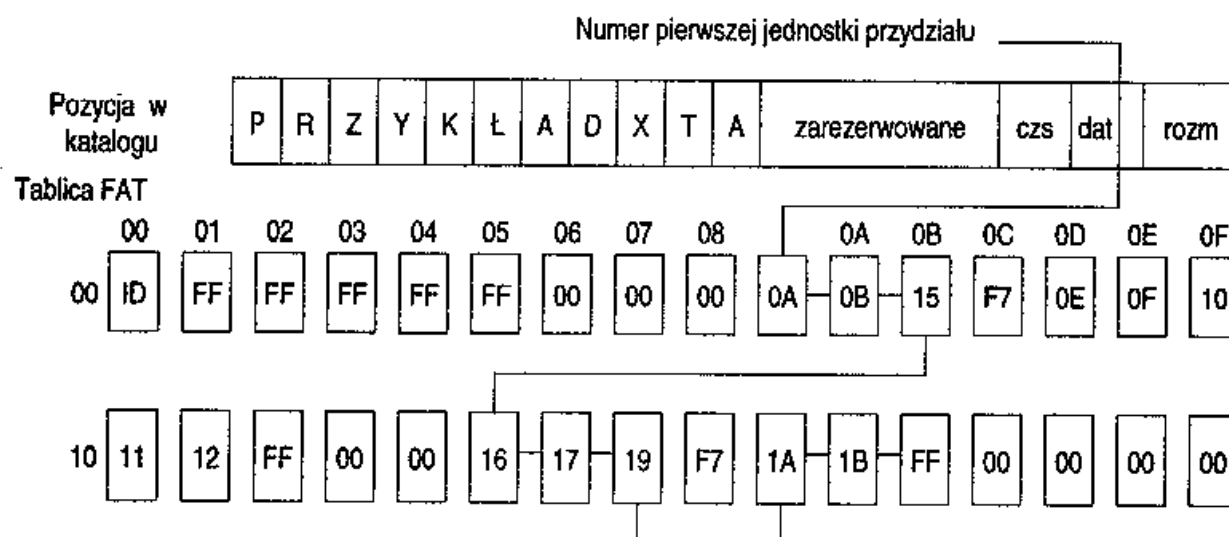 Numer pierwszej jednostki przydziału
Pozycja w
katalogu
P R Z Y K Ł A D X T A zarezerwowane czs dat rozm
Tablica FAT
00 01 02 03 04 05 06 07 08 0A 0B 0C 0D 0E 0F
00 ID FF FF FF FF FF 00 00 00 0A 0B 15 F7 0E 0F 10
10 11 12 FF 00 00 16 17 19 F7 1A 1B FF 00 00 00 00